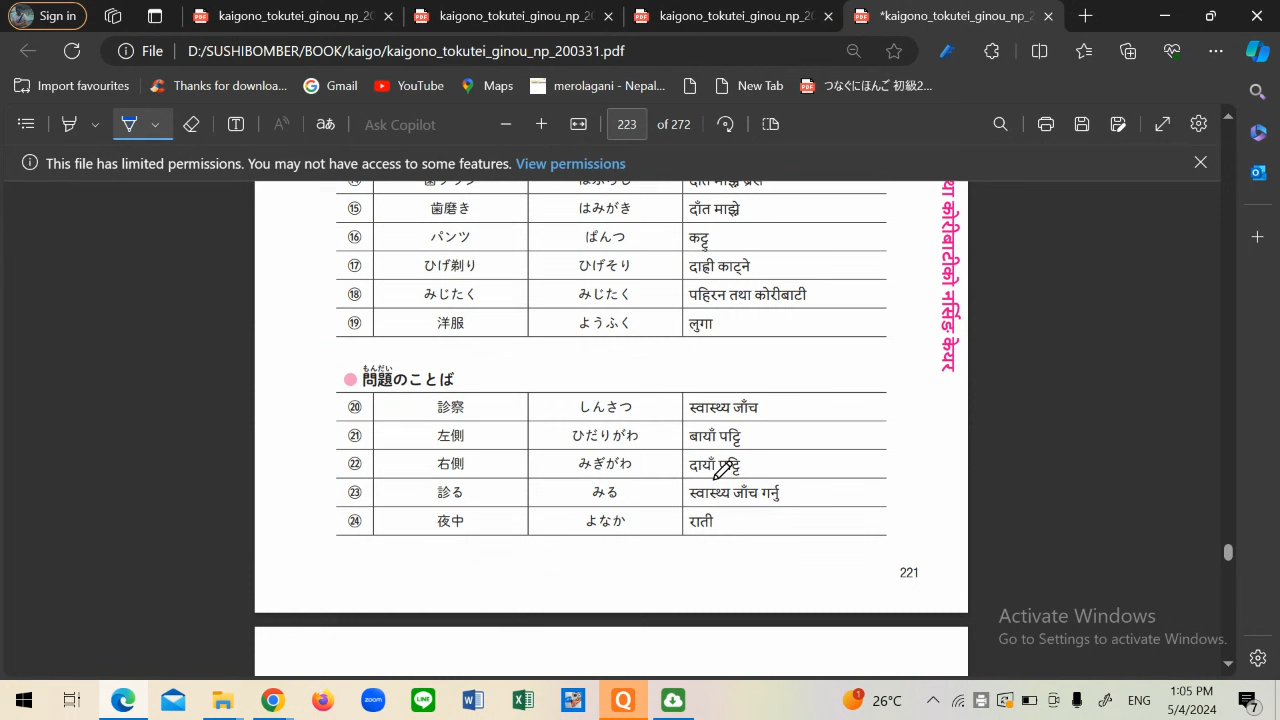 Sign in
kaigono_tokutei_ginou_np_20
kaigono_tokutei_ginou_np_20
kaigono_tokutei_ginou_np_20
*kaigono_tokutei_ginou_np_2
File D:/SUSHIBOMBER/BOOK/kaigo/kaigono_tokutei_ginou_np_200331.pdf
Import favourites Thanks for downloa... Gmail YouTube Maps merolagani - Nepal... New Tab つなぐにほんご 初級2...
Ask Copilot 223 of 272
This file has limited permissions. You may not have access to some features. View permissions
⑮ 歯磨き はみがき दाँत माझ्ने
⑯ パンツ ぱんつ कट्टु
⑰ ひげ剃り ひげそり दाह्री काट्ने
⑱ みじたく みじたく पहिरन तथा कोरीबाटी
⑲ 洋服 ようふく लुगा
कोरीबाटीको नर्सिङ केयर
もんだい
問題のことば
⑳ 診察 しんさつ स्वास्थ्य जाँच
㉑ 左側 ひだりがわ बायाँ पट्टि
㉒ 右側 みぎがわ दायाँ पट्टि
㉓ 診る みる स्वास्थ्य जाँच गर्नु
㉔ 夜中 よなか राती
221
Activate Windows
Go to Settings to activate Windows.
26°C ENG 1:05 PM
5/4/2024
7